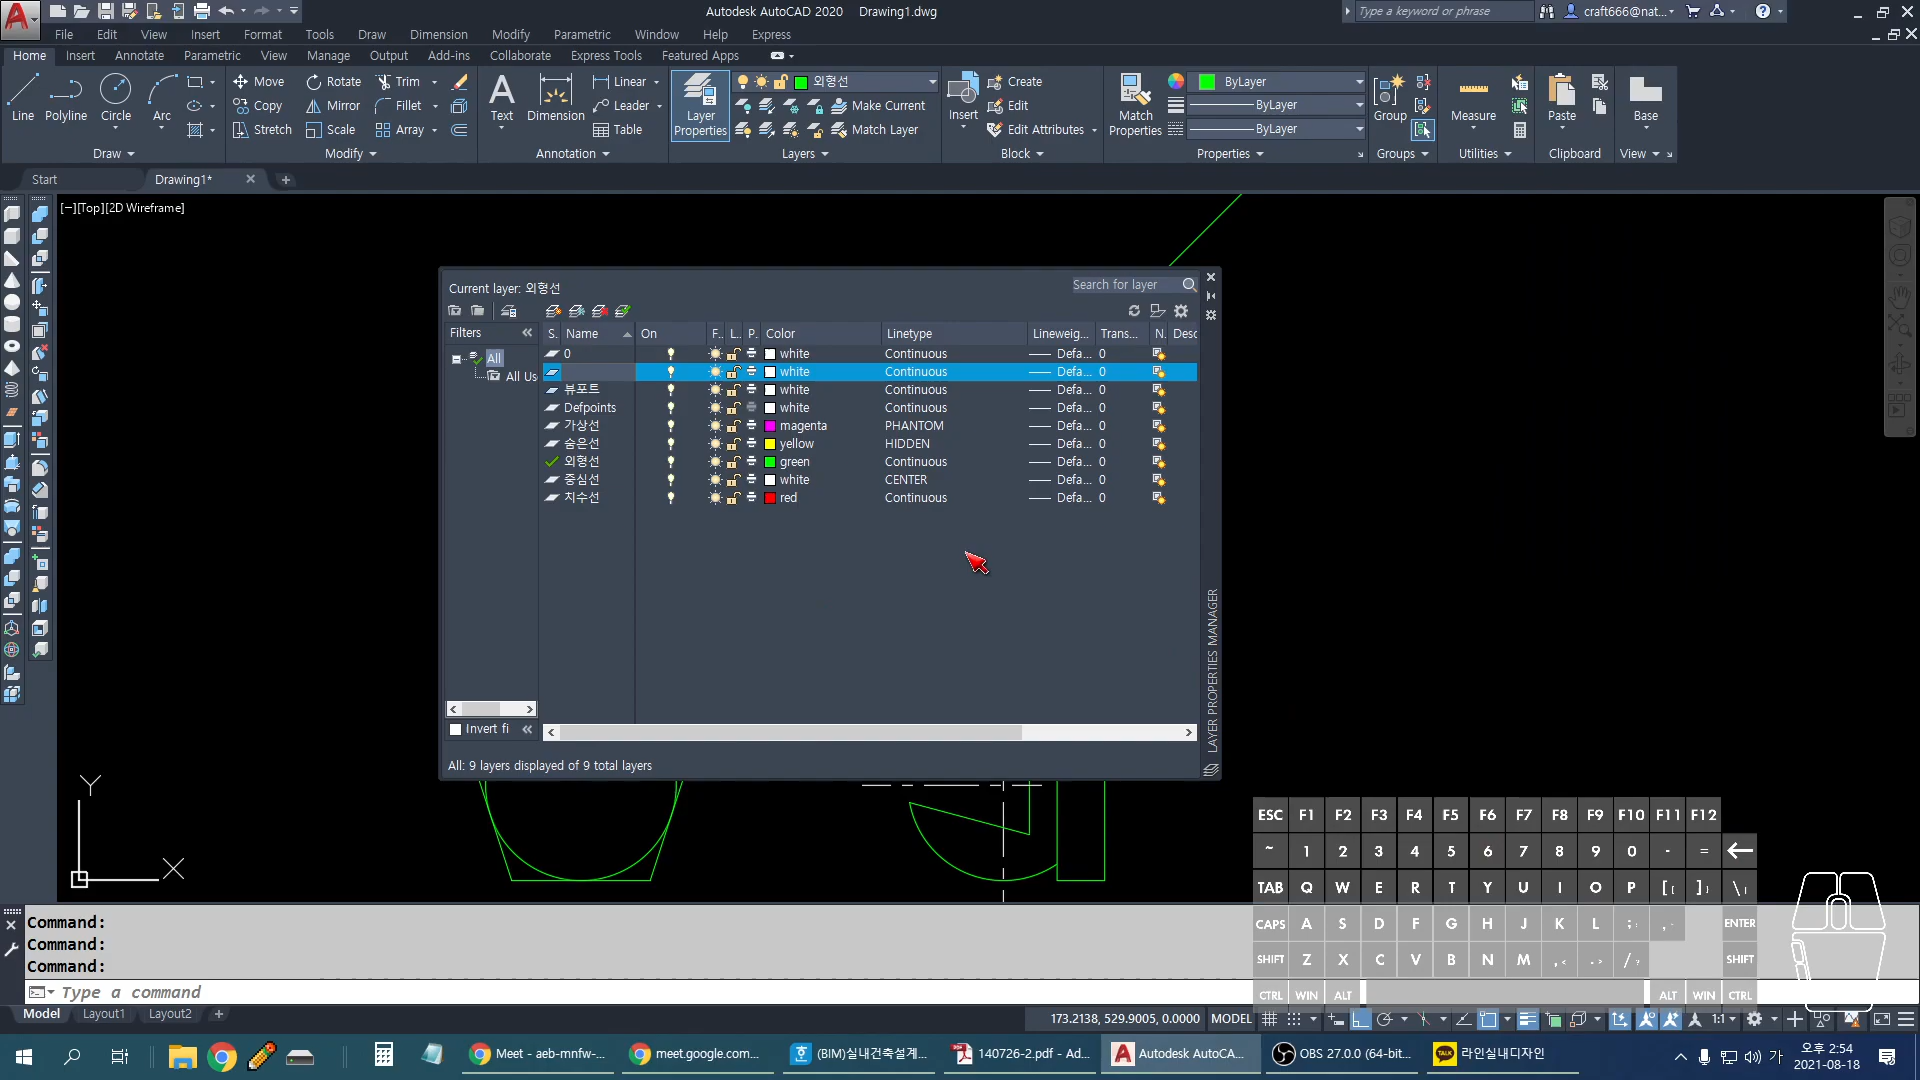 Autodesk AutoCAD 2020 Drawing1.dwg
Type a keyword or phrase
craft666@nat...
File Edit View Insert Format Tools Draw Dimension Modify Parametric Window Help Express
Home Insert Annotate Parametric View Manage Output Add-ins Collaborate Express Tools Featured Apps
Line Polyline Circle Arc
Move Rotate Trim
Copy Mirror Fillet
Stretch Scale Array
Text Dimension
Linear
Leader
Table
Layer Properties
외형선
Make Current
Match Layer
Insert
Create
Edit
Edit Attributes
Match Properties
ByLayer
ByLayer
ByLayer
Group
Measure
Paste
Base
Draw Modify Annotation Layers Block Properties Groups Utilities Clipboard View
Start Drawing1*
[−][Top][2D Wireframe]
Current layer: 외형선
Search for layer
Filters
S. Name On F.. L.. P.. Color Linetype Lineweig... Trans... N. Desc
All
All Us
0 white Continuous Defa... 0
white Continuous Defa... 0
뷰포트 white Continuous Defa... 0
Defpoints white Continuous Defa... 0
가상선 magenta PHANTOM Defa... 0
숨은선 yellow HIDDEN Defa... 0
외형선 green Continuous Defa... 0
중심선 white CENTER Defa... 0
치수선 red Continuous Defa... 0
Invert fi
All: 9 layers displayed of 9 total layers
LAYER PROPERTIES MANAGER
Y
X
Command:
Command:
Command:
Type a command
ESC F1 F2 F3 F4 F5 F6 F7 F8 F9 F10 F11 F12
~ 1 2 3 4 5 6 7 8 9 0 - =
TAB Q W E R T Y U I O P [ { ] } \ |
CAPS A S D F G H J K L ; : ENTER
SHIFT Z X C V B N M , < . > / ? SHIFT
CTRL WIN ALT ALT WIN CTRL
Model Layout1 Layout2
173.2138, 529.9005, 0.0000 MODEL 1:1
Meet - aeb-mnfw-...
meet.google.com...
(BIM)실내건축설계...
140726-2.pdf - Ad...
Autodesk AutoCA...
OBS 27.0.0 (64-bit...
TALK
라인실내디자인
가
오후 2:54
2021-08-18